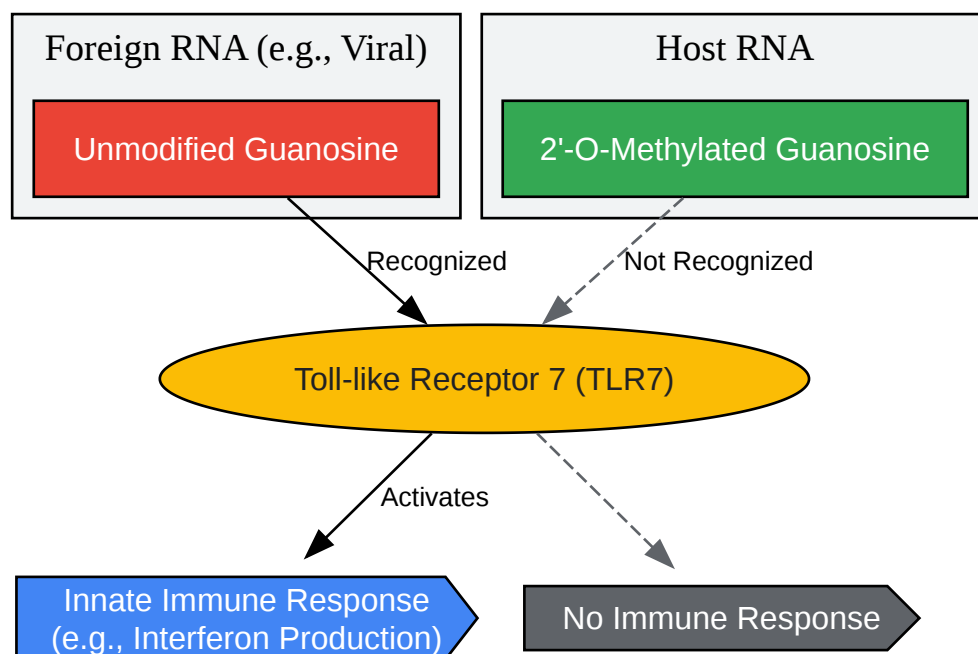 Foreign RNA (e.g., Viral)
Host RNA
Unmodified Guanosine
2'-O-Methylated Guanosine
Recognized
Not Recognized
Toll-like Receptor 7 (TLR7)
Activates
Innate Immune Response
(e.g., Interferon Production)
No Immune Response